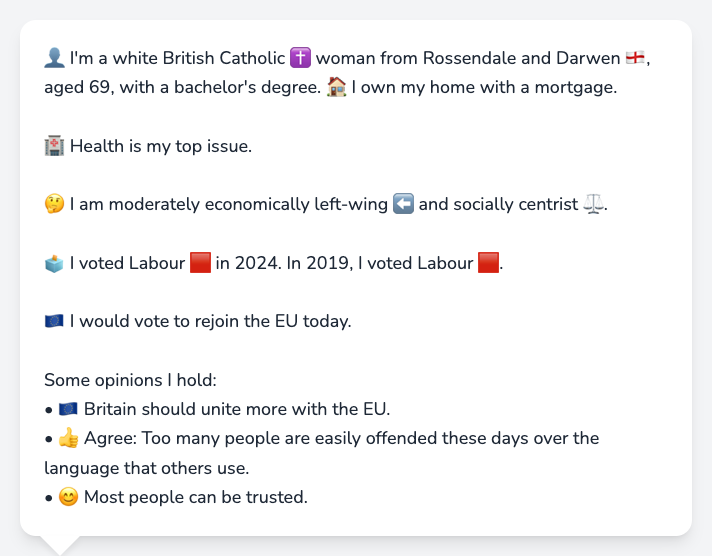 👤 I'm a white British Catholic ✝️ woman from Rossendale and Darwen 🏴󠁧󠁢󠁥󠁮󠁧󠁿,
aged 69, with a bachelor's degree. 🏠 I own my home with a mortgage.
🏥 Health is my top issue.
🤔 I am moderately economically left-wing ⬅️ and socially centrist ⚖️.
🗳️ I voted Labour 🟥 in 2024. In 2019, I voted Labour 🟥.
🇪🇺 I would vote to rejoin the EU today.
Some opinions I hold:
• 🇪🇺 Britain should unite more with the EU.
• 👍 Agree: Too many people are easily offended these days over the
language that others use.
• 😊 Most people can be trusted.